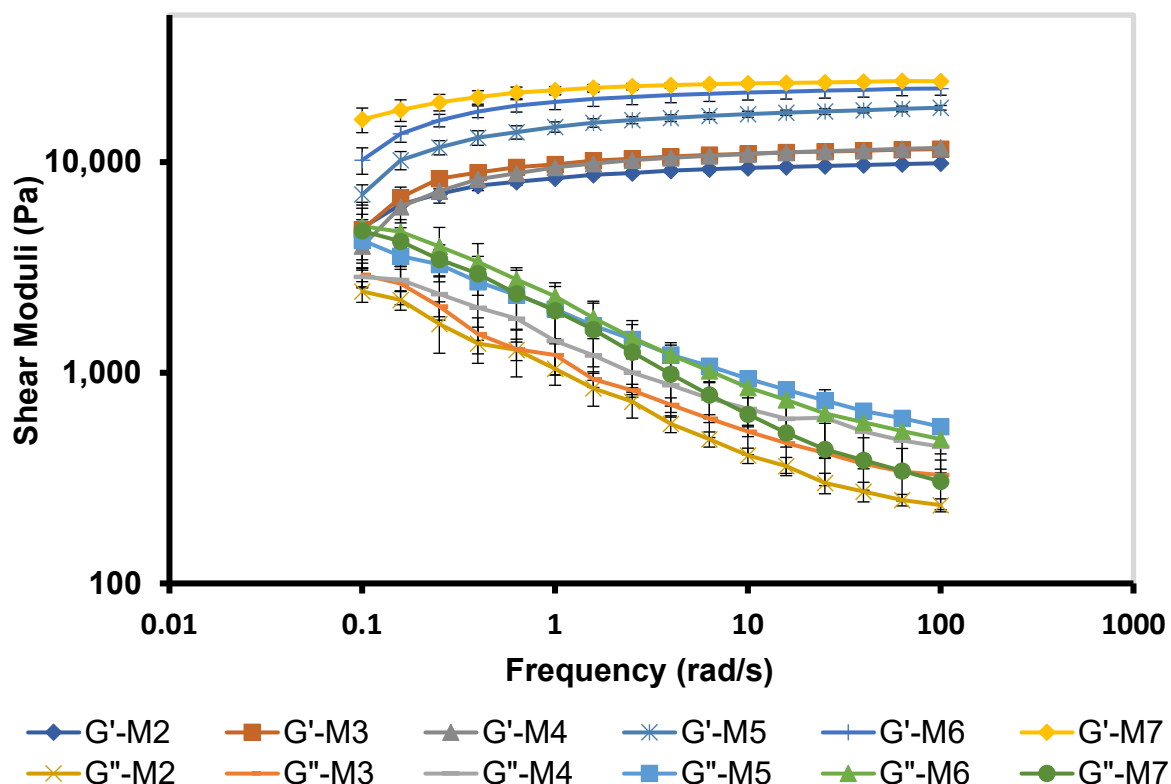 Shear Moduli (Pa)
10,000
1,000
100
0.01 0.1 1 10 100 1000
Frequency (rad/s)
G'-M2 G'-M3 G'-M4 G'-M5 G'-M6 G'-M7
G"-M2 G"-M3 G"-M4 G"-M5 G"-M6 G"-M7